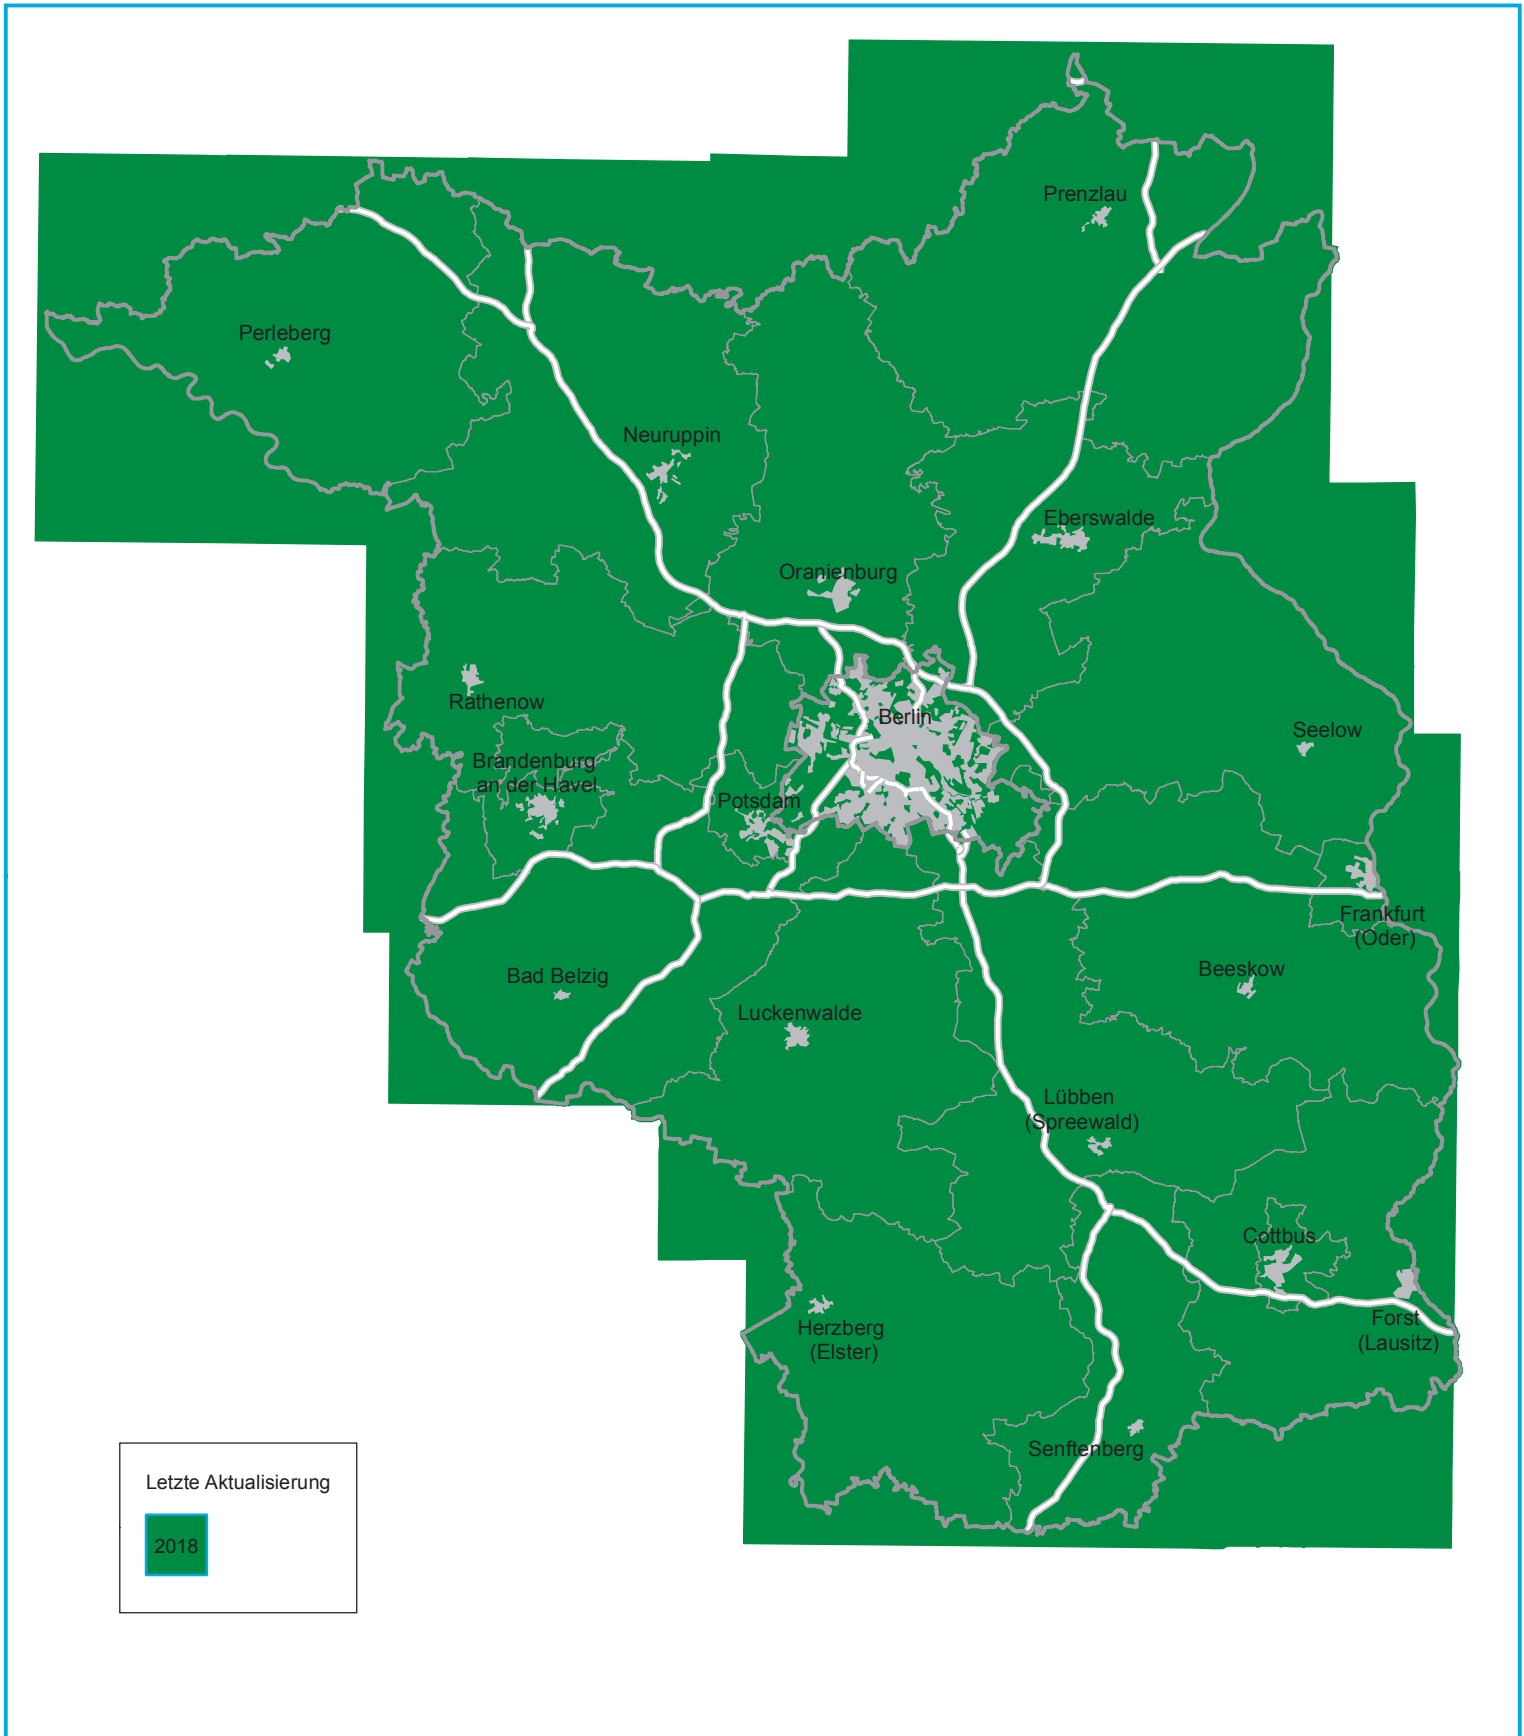 Prenzlau
Perleberg
Neuruppin
Eberswalde
Oranienburg
Rathenow
Berlin
Seelow
Brandenburg
an der Havel
Potsdam
Frankfurt
(Oder)
Bad Belzig
Beeskow
Luckenwalde
Lübben
(Spreewald)
Cottbus
Herzberg
(Elster)
Forst
(Lausitz)
Senftenberg
Letzte Aktualisierung
2018